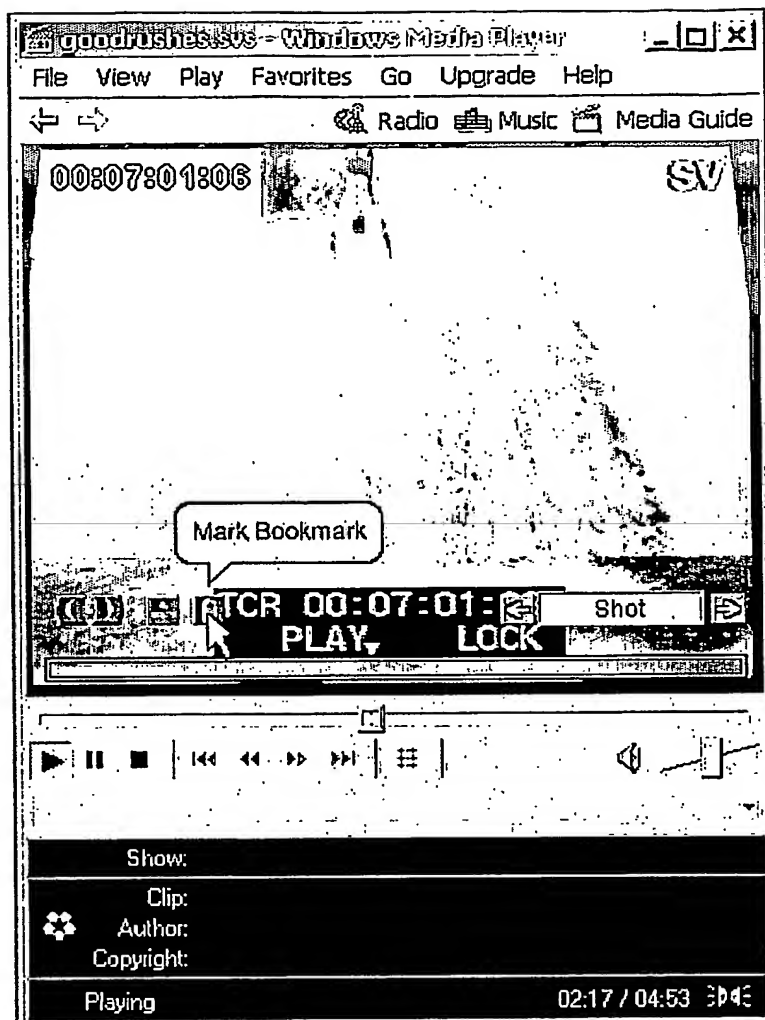 goodrushes.svs - Windows Media Player
File View Play Favorites Go Upgrade Help
Radio Music Media Guide
00:07:01:06 SV
Mark Bookmark
TCR 00:07:01: Shot
PLAY LOCK
Show:
Clip:
Author:
Copyright:
Playing 02:17 / 04:53